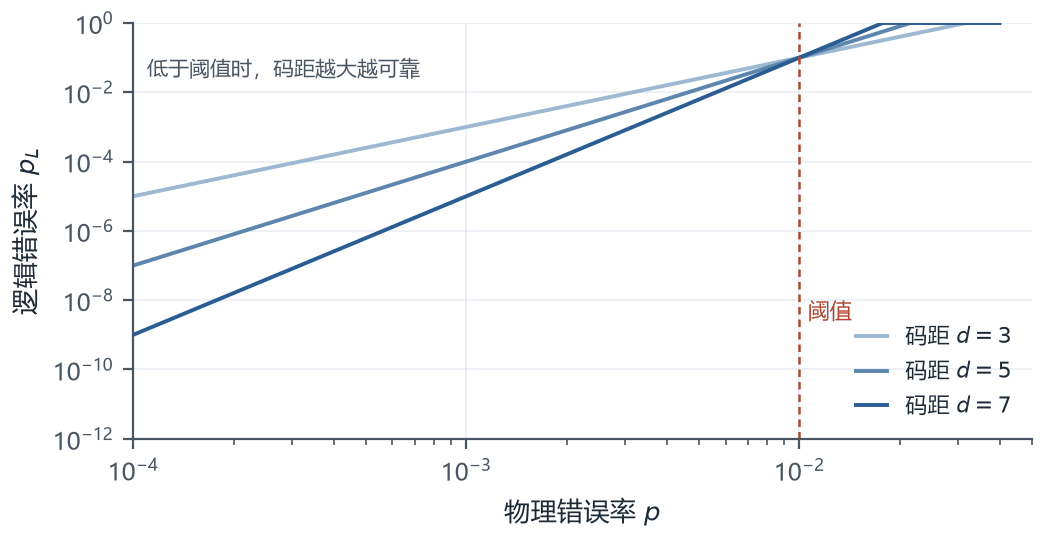 10⁰
10⁻²
10⁻⁴
10⁻⁶
10⁻⁸
10⁻¹⁰
10⁻¹²
逻辑错误率 p_L
低于阈值时，码距越大越可靠
阈值
码距 d = 3
码距 d = 5
码距 d = 7
10⁻⁴
10⁻³
10⁻²
物理错误率 p